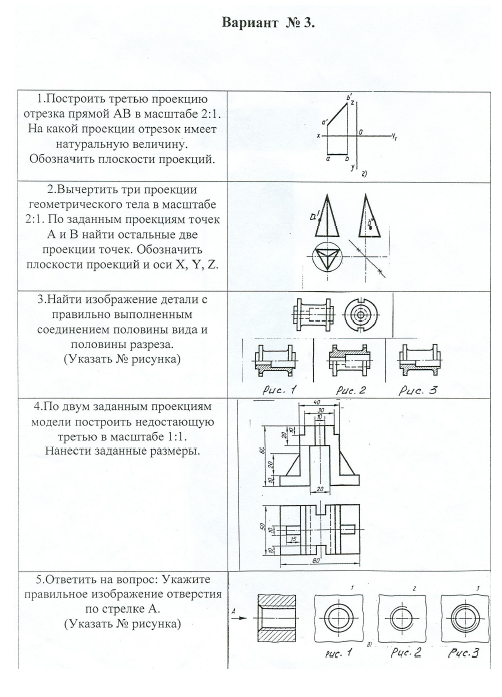 Вариант № 3.
1.Построить третью проекцию
отрезка прямой АВ в масштабе 2:1.
На какой проекции отрезок имеет
натуральную величину.
Обозначить плоскости проекций.
b'
z
a'
x
O
y₁
a
b
y
г)
2.Вычертить три проекции
геометрического тела в масштабе
2:1. По заданным проекциям точек
А и В найти остальные две
проекции точек. Обозначить
плоскости проекций и оси X, Y, Z.
3.Найти изображение детали с
правильно выполненным
соединением половины вида и
половины разреза.
(Указать № рисунка)
Рис. 1
Рис. 2
Рис. 3
4.По двум заданным проекциям
модели построить недостающую
третью в масштабе 1:1.
Нанести заданные размеры.
40
30
10
10
20
60
20
10
20
50
10
15
10
80
5.Ответить на вопрос: Укажите
правильное изображение отверстия
по стрелке А.
(Указать № рисунка)
А
1
2
3
в)
Рис. 1
Рис. 2
Рис. 3